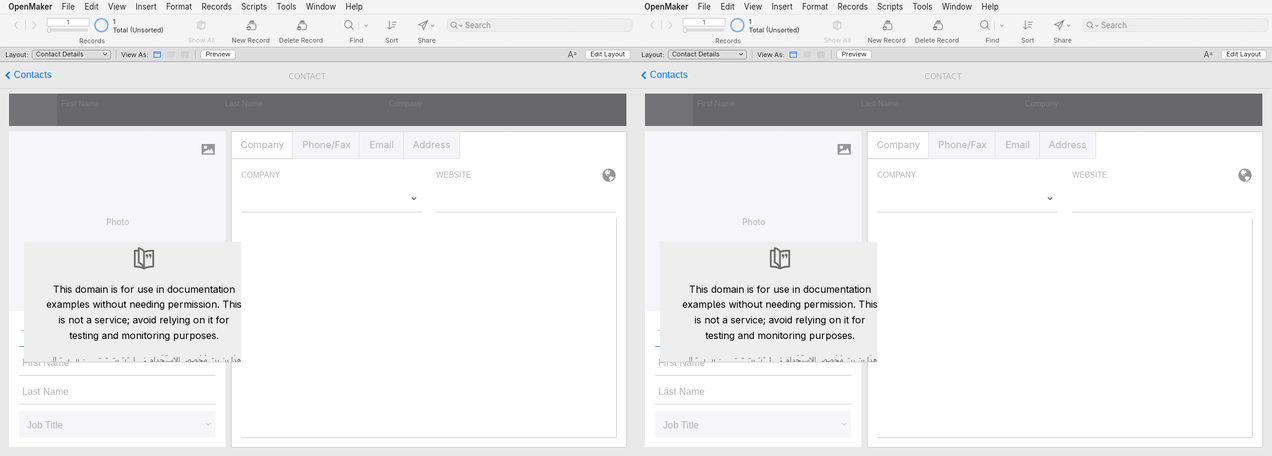 OpenMaker File Edit View Insert Format Records Scripts Tools Window Help
1
1
Total (Unsorted)
Records
Show All
New Record
Delete Record
Find
Sort
Share
Search
Layout: Contact Details View As: Preview Aa Edit Layout
Contacts
CONTACT
First Name Last Name Company
Company Phone/Fax Email Address
COMPANY
WEBSITE
Photo
This domain is for use in documentation
examples without needing permission. This
is not a service; avoid relying on it for
testing and monitoring purposes.
First Name
Last Name
Job Title
OpenMaker File Edit View Insert Format Records Scripts Tools Window Help
1
1
Total (Unsorted)
Records
Show All
New Record
Delete Record
Find
Sort
Share
Search
Layout: Contact Details View As: Preview Aa Edit Layout
Contacts
CONTACT
First Name Last Name Company
Company Phone/Fax Email Address
COMPANY
WEBSITE
Photo
This domain is for use in documentation
examples without needing permission. This
is not a service; avoid relying on it for
testing and monitoring purposes.
First Name
Last Name
Job Title